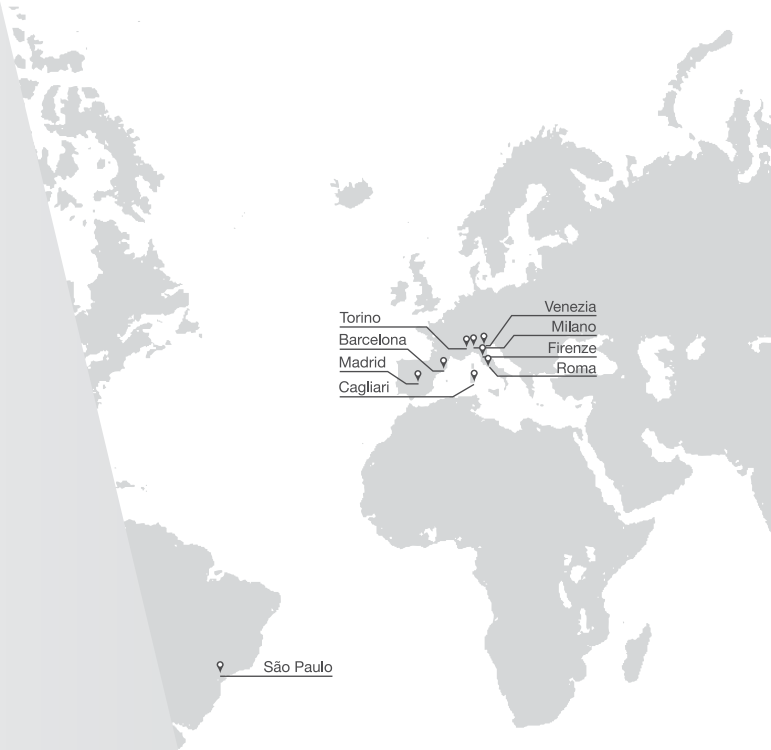 Torino
Barcelona
Madrid
Cagliari
Venezia
Milano
Firenze
Roma
São Paulo